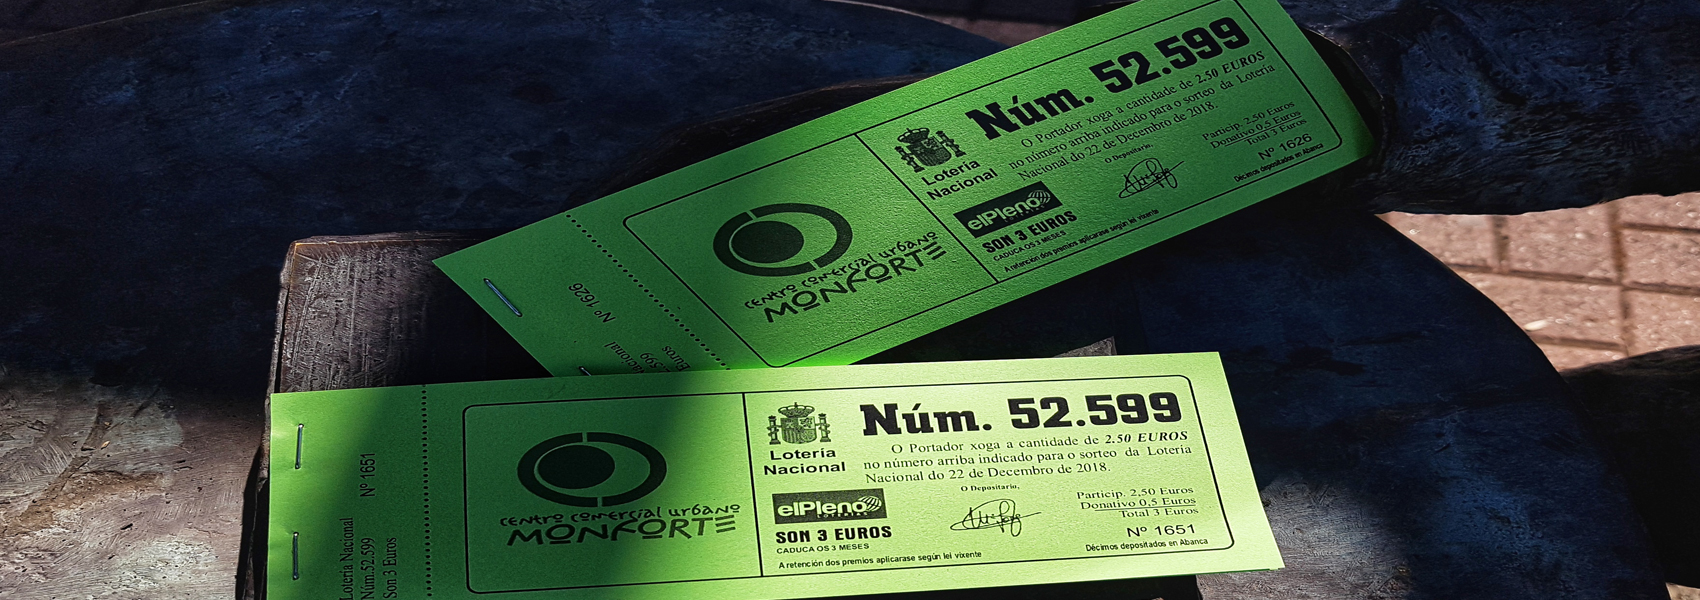 Núm. 52.599
O Portador xoga a cantidade de 2.50 EUROS
no número arriba indicado para o sorteo da Lotería
Nacional do 22 de Decembro de 2018.
O Depositario,
Lotería
Nacional
elPleno
SON 3 EUROS
CADUCA OS 3 MESES
A retención dos premios aplicarase según lei vixente
Particip. 2,50 Euros
Donativo 0,5 Euros
Total 3 Euros
Nº 1626
Décimos depositados en Abanca
centro comercial urbano
MONFORTE
Nº 1626
Euros
Núm. 52.599
O Portador xoga a cantidade de 2.50 EUROS
no número arriba indicado para o sorteo da Lotería
Nacional do 22 de Decembro de 2018.
O Depositario,
Lotería
Nacional
elPleno
SON 3 EUROS
CADUCA OS 3 MESES
A retención dos premios aplicarase según lei vixente
Particip. 2,50 Euros
Donativo 0,5 Euros
Total 3 Euros
Nº 1651
Décimos depositados en Abanca
centro comercial urbano
MONFORTE
Nº 1651
Lotería Nacional
Núm.52.599
Son 3 Euros